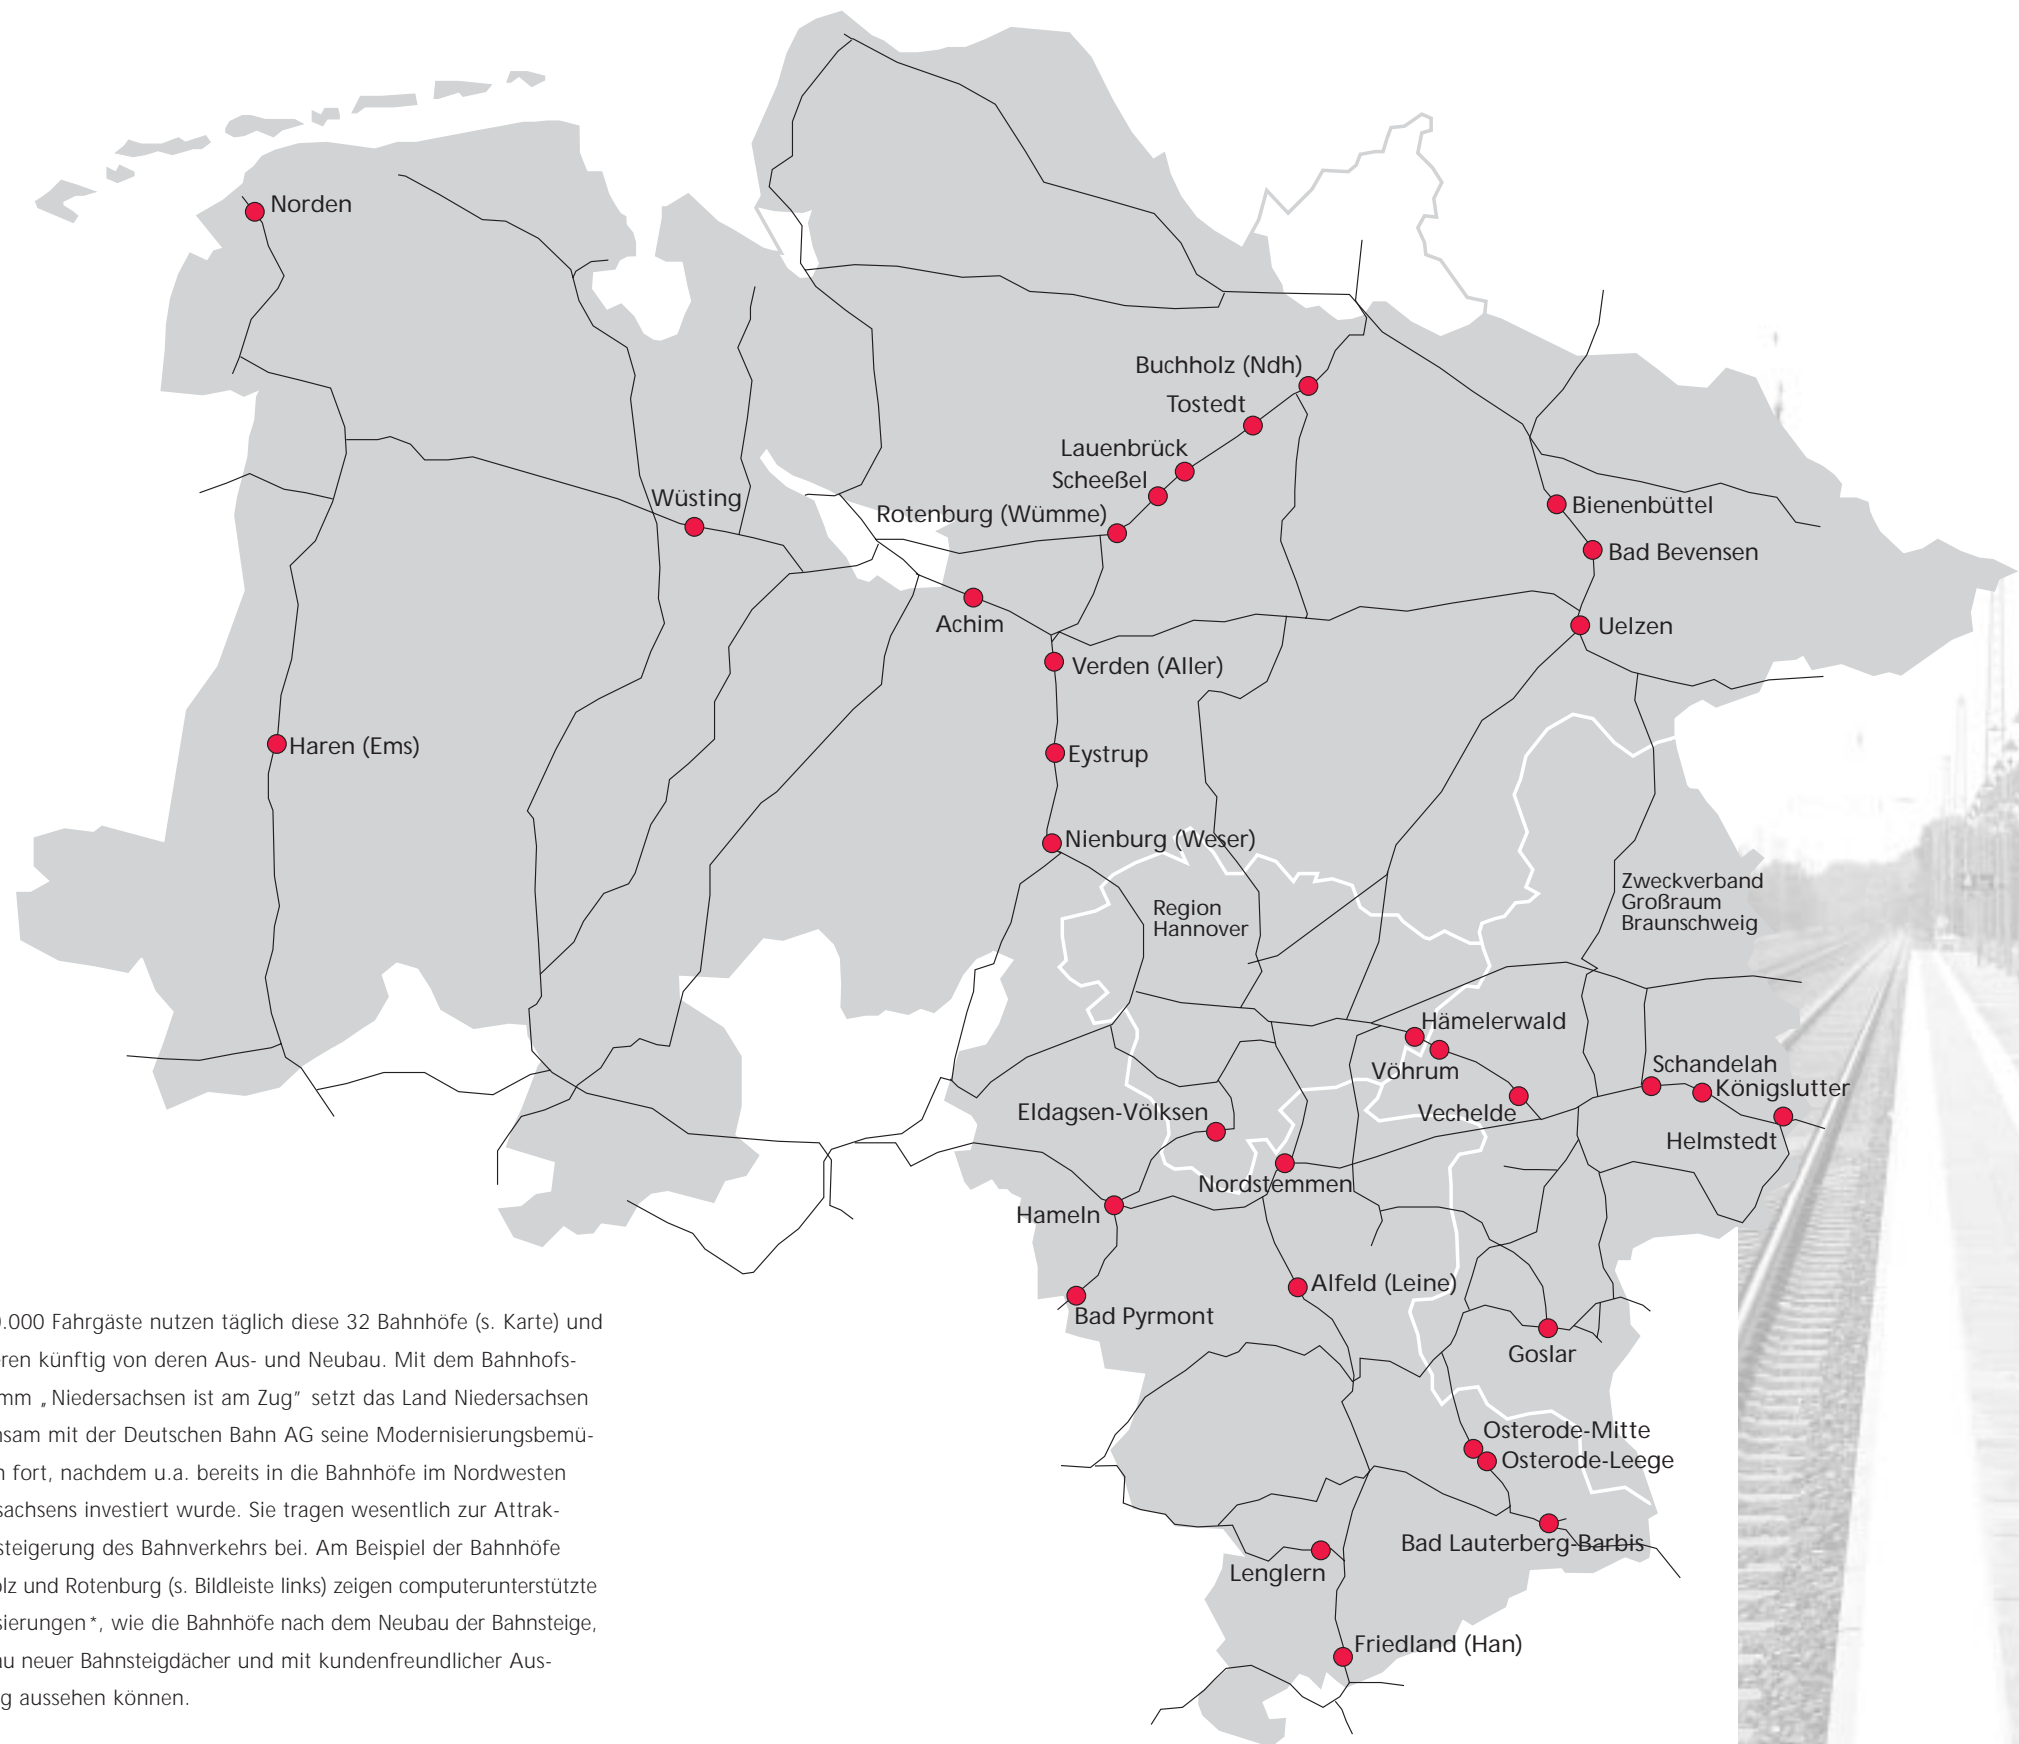 Norden
Buchholz (Ndh)
Tostedt
Lauenbrück
Scheeßel
Wüsting
Rotenburg (Wümme)
Bienenbüttel
Bad Bevensen
Achim
Uelzen
Verden (Aller)
Haren (Ems)
Eystrup
Nienburg (Weser)
Zweckverband
Großraum
Braunschweig
Region
Hannover
Hämelerwald
Vöhrum
Schandelah
Königslutter
Eldagsen-Völksen
Vechelde
Helmstedt
Nordstemmen
Hameln
Alfeld (Leine)
Bad Pyrmont
Goslar
Osterode-Mitte
Osterode-Leege
Bad Lauterberg-Barbis
Lenglern
Friedland (Han)
.000 Fahrgäste nutzen täglich diese 32 Bahnhöfe (s. Karte) und
ren künftig von deren Aus- und Neubau. Mit dem Bahnhofs-
mm „Niedersachsen ist am Zug" setzt das Land Niedersachsen
nsam mit der Deutschen Bahn AG seine Modernisierungsbemü-
n fort, nachdem u.a. bereits in die Bahnhöfe im Nordwesten
sachsens investiert wurde. Sie tragen wesentlich zur Attrak-
steigerung des Bahnverkehrs bei. Am Beispiel der Bahnhöfe
olz und Rotenburg (s. Bildleiste links) zeigen computerunterstützte
sierungen*, wie die Bahnhöfe nach dem Neubau der Bahnsteige,
au neuer Bahnsteigdächer und mit kundenfreundlicher Aus-
g aussehen können.